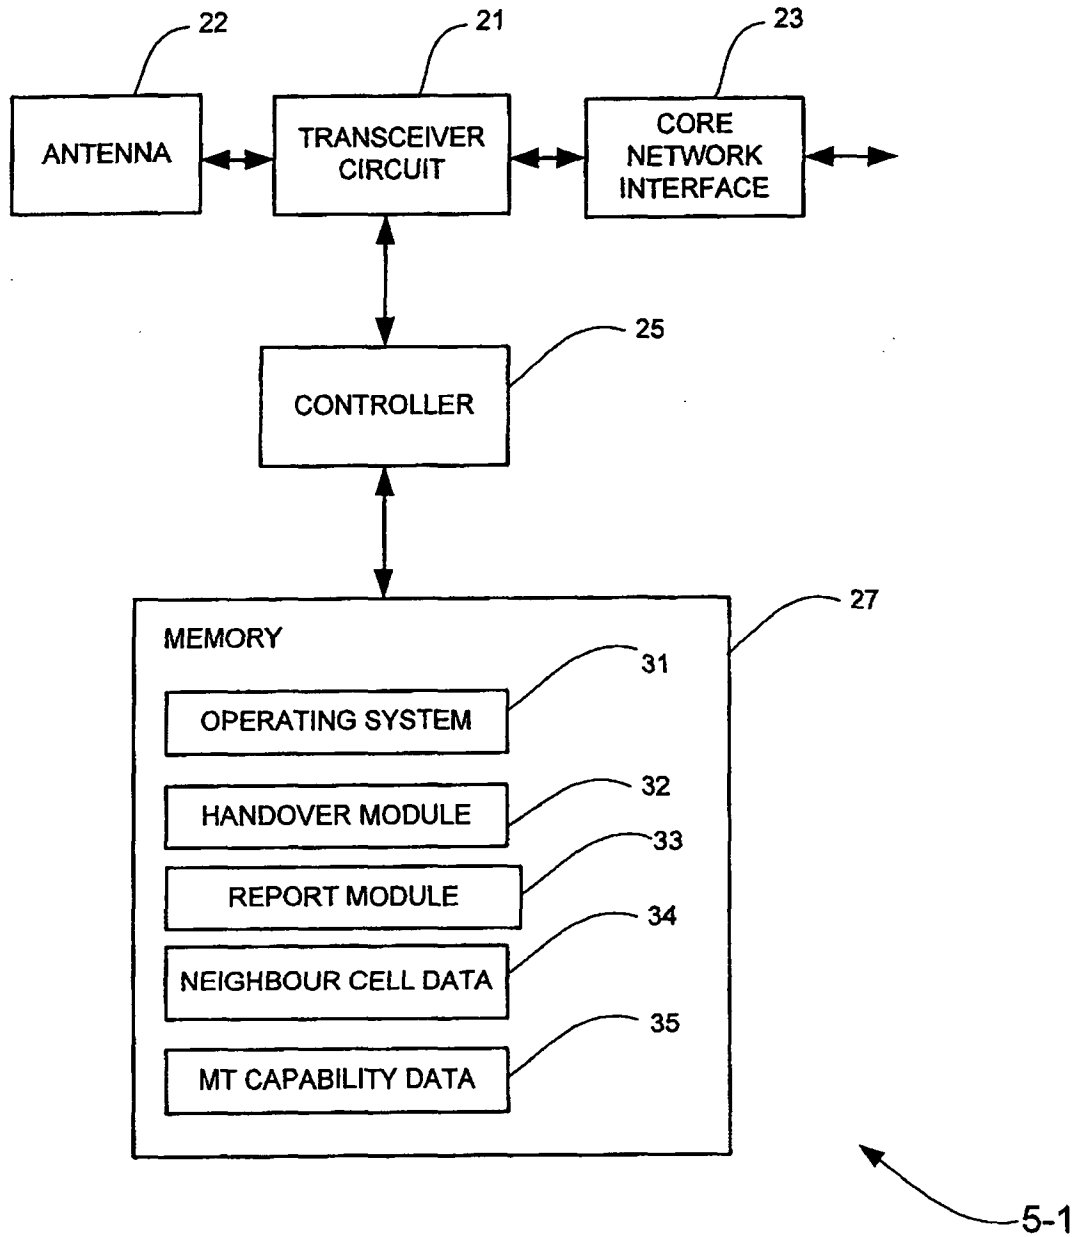 22
21
23
ANTENNA
TRANSCEIVER
CIRCUIT
CORE
NETWORK
INTERFACE
25
CONTROLLER
27
MEMORY
31
OPERATING SYSTEM
32
HANDOVER MODULE
33
REPORT MODULE
34
NEIGHBOUR CELL DATA
35
MT CAPABILITY DATA
5-1